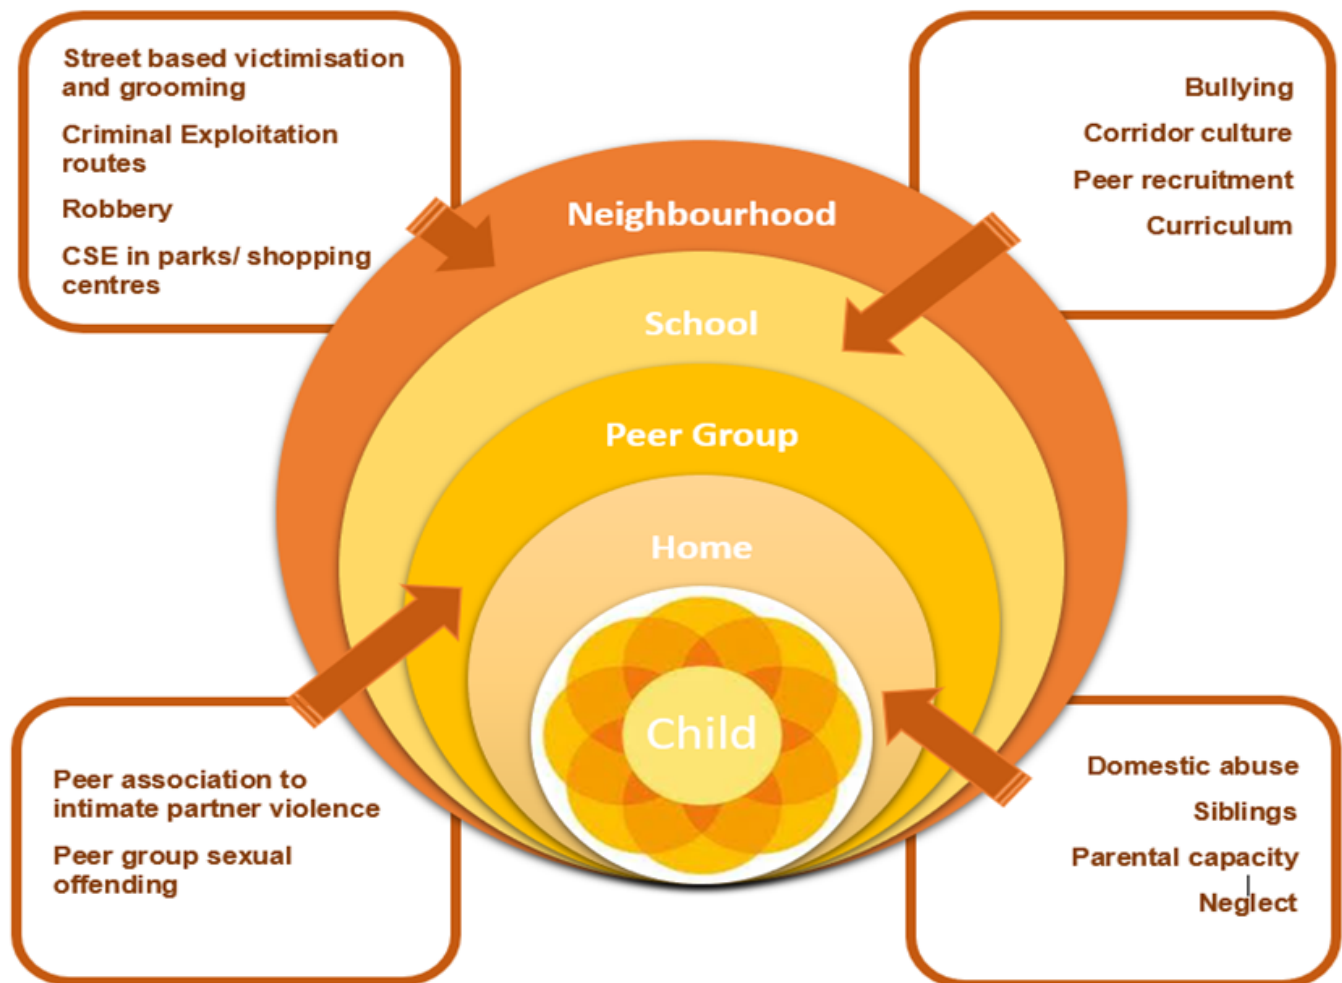 Street based victimisation
and grooming
Criminal Exploitation
routes
Robbery
CSE in parks/ shopping
centres
Bullying
Corridor culture
Peer recruitment
Curriculum
Neighbourhood
School
Peer Group
Home
Child
Peer association to
intimate partner violence
Peer group sexual
offending
Domestic abuse
Siblings
Parental capacity
Neglect